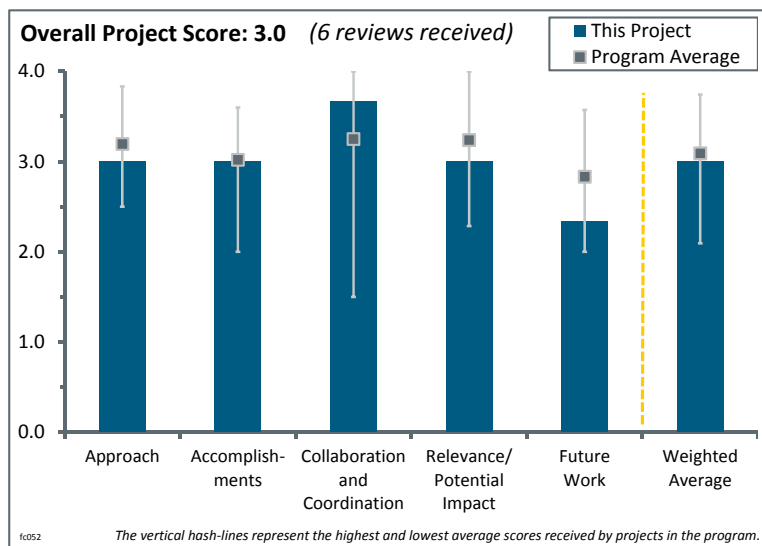 Overall Project Score: 3.0 (6 reviews received)
This Project
Program Average
4.0
3.0
2.0
1.0
0.0
Approach
Accomplish-
ments
Collaboration
and
Coordination
Relevance/
Potential
Impact
Future
Work
Weighted
Average
fc052
The vertical hash-lines represent the highest and lowest average scores received by projects in the program.